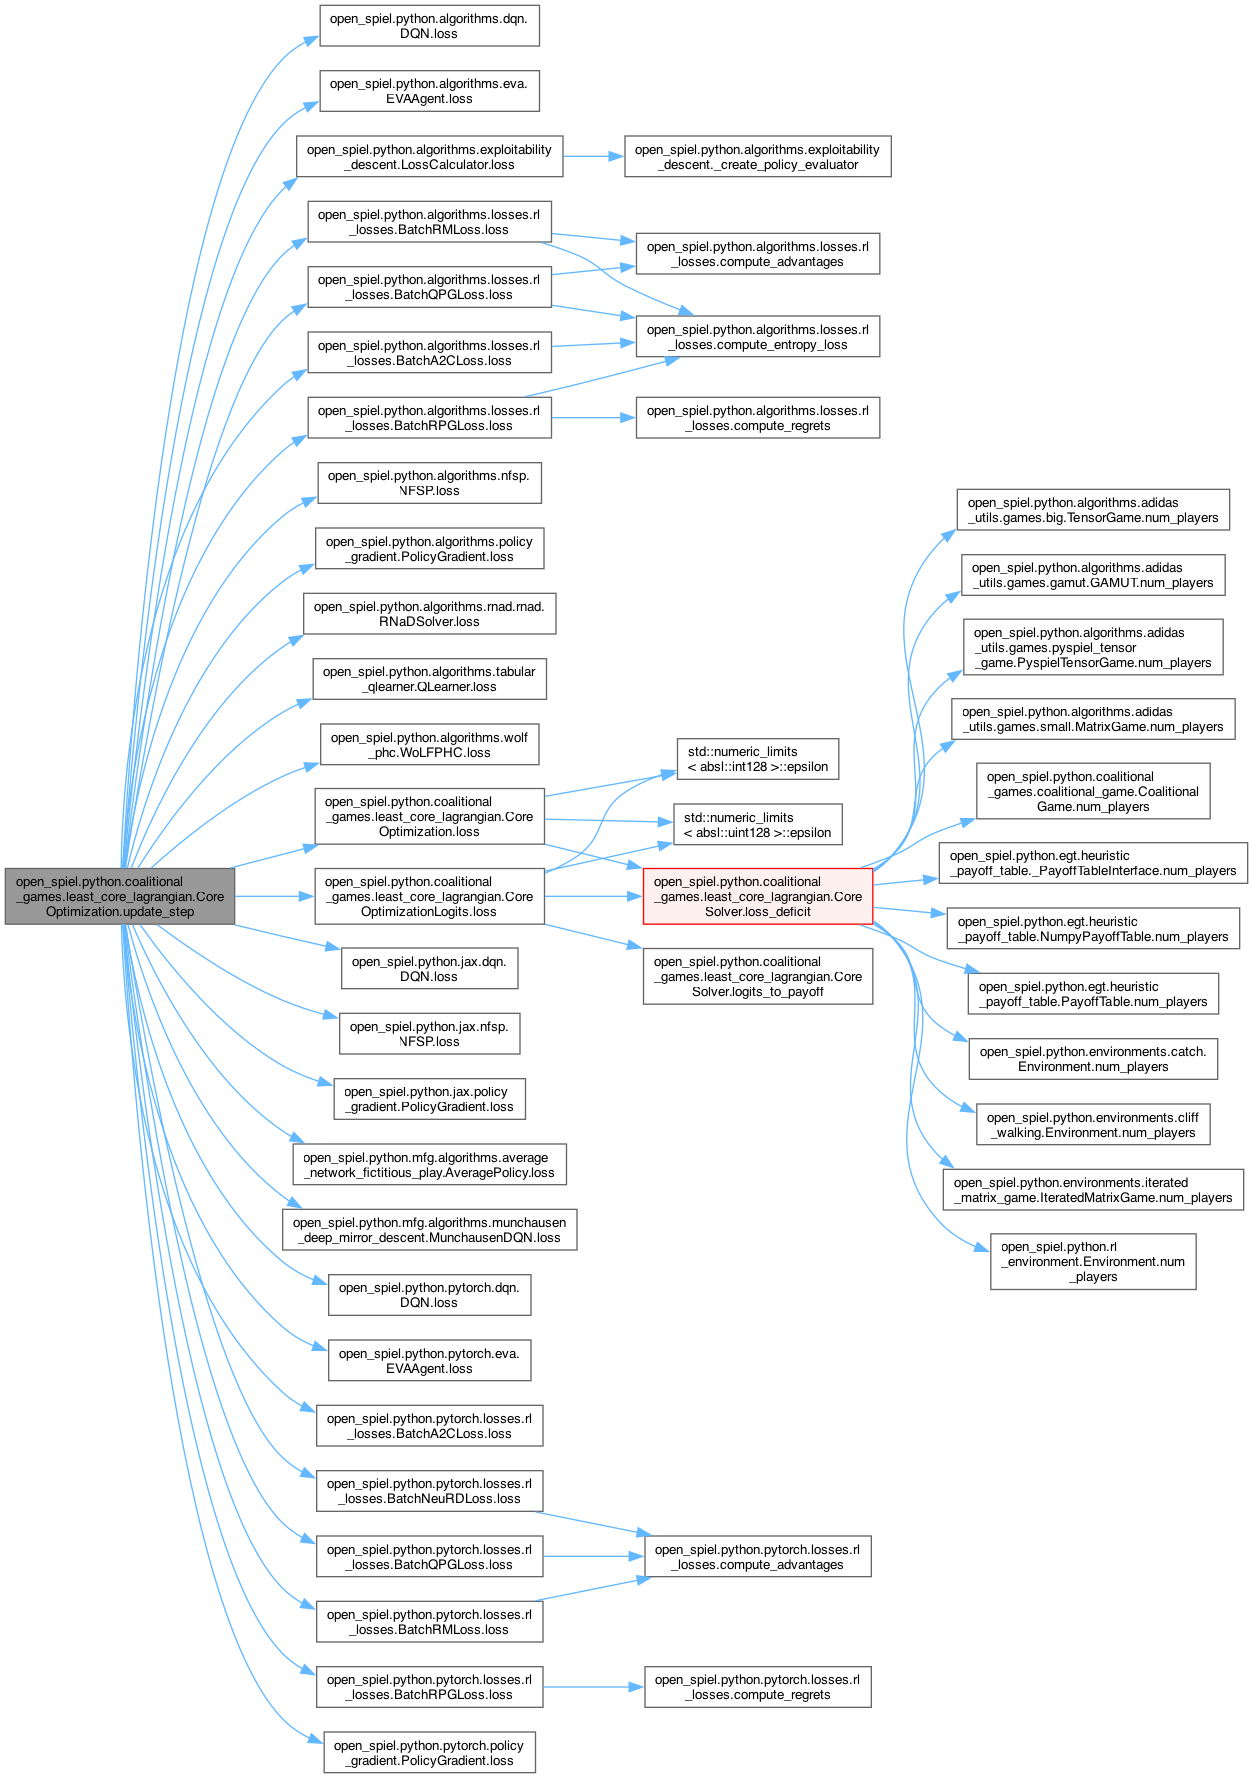 open_spiel.python.algorithms.dqn.
DQN.loss
open_spiel.python.algorithms.eva.
EVAAgent.loss
open_spiel.python.algorithms.exploitability
_descent.LossCalculator.loss
open_spiel.python.algorithms.exploitability
_descent._create_policy_evaluator
open_spiel.python.algorithms.losses.rl
_losses.BatchRMLoss.loss
open_spiel.python.algorithms.losses.rl
_losses.compute_advantages
open_spiel.python.algorithms.losses.rl
_losses.BatchQPGLoss.loss
open_spiel.python.algorithms.losses.rl
_losses.compute_entropy_loss
open_spiel.python.algorithms.losses.rl
_losses.BatchA2CLoss.loss
open_spiel.python.algorithms.losses.rl
_losses.BatchRPGLoss.loss
open_spiel.python.algorithms.losses.rl
_losses.compute_regrets
open_spiel.python.algorithms.nfsp.
NFSP.loss
open_spiel.python.algorithms.policy
_gradient.PolicyGradient.loss
open_spiel.python.algorithms.rnad.rnad.
RNaDSolver.loss
open_spiel.python.algorithms.tabular
_qlearner.QLearner.loss
open_spiel.python.algorithms.wolf
_phc.WoLFPHC.loss
open_spiel.python.coalitional
_games.least_core_lagrangian.Core
Optimization.loss
open_spiel.python.coalitional
_games.least_core_lagrangian.Core
Optimization.update_step
open_spiel.python.coalitional
_games.least_core_lagrangian.Core
OptimizationLogits.loss
std::numeric_limits
< absl::int128 >::epsilon
std::numeric_limits
< absl::uint128 >::epsilon
open_spiel.python.coalitional
_games.least_core_lagrangian.Core
Solver.loss_deficit
open_spiel.python.coalitional
_games.least_core_lagrangian.Core
Solver.logits_to_payoff
open_spiel.python.algorithms.adidas
_utils.games.big.TensorGame.num_players
open_spiel.python.algorithms.adidas
_utils.games.gamut.GAMUT.num_players
open_spiel.python.algorithms.adidas
_utils.games.pyspiel_tensor
_game.PyspielTensorGame.num_players
open_spiel.python.algorithms.adidas
_utils.games.small.MatrixGame.num_players
open_spiel.python.coalitional
_games.coalitional_game.Coalitional
Game.num_players
open_spiel.python.egt.heuristic
_payoff_table._PayoffTableInterface.num_players
open_spiel.python.egt.heuristic
_payoff_table.NumpyPayoffTable.num_players
open_spiel.python.egt.heuristic
_payoff_table.PayoffTable.num_players
open_spiel.python.environments.catch.
Environment.num_players
open_spiel.python.environments.cliff
_walking.Environment.num_players
open_spiel.python.environments.iterated
_matrix_game.IteratedMatrixGame.num_players
open_spiel.python.rl
_environment.Environment.num
_players
open_spiel.python.jax.dqn.
DQN.loss
open_spiel.python.jax.nfsp.
NFSP.loss
open_spiel.python.jax.policy
_gradient.PolicyGradient.loss
open_spiel.python.mfg.algorithms.average
_network_fictitious_play.AveragePolicy.loss
open_spiel.python.mfg.algorithms.munchausen
_deep_mirror_descent.MunchausenDQN.loss
open_spiel.python.pytorch.dqn.
DQN.loss
open_spiel.python.pytorch.eva.
EVAAgent.loss
open_spiel.python.pytorch.losses.rl
_losses.BatchA2CLoss.loss
open_spiel.python.pytorch.losses.rl
_losses.BatchNeuRDLoss.loss
open_spiel.python.pytorch.losses.rl
_losses.BatchQPGLoss.loss
open_spiel.python.pytorch.losses.rl
_losses.compute_advantages
open_spiel.python.pytorch.losses.rl
_losses.BatchRMLoss.loss
open_spiel.python.pytorch.losses.rl
_losses.BatchRPGLoss.loss
open_spiel.python.pytorch.losses.rl
_losses.compute_regrets
open_spiel.python.pytorch.policy
_gradient.PolicyGradient.loss